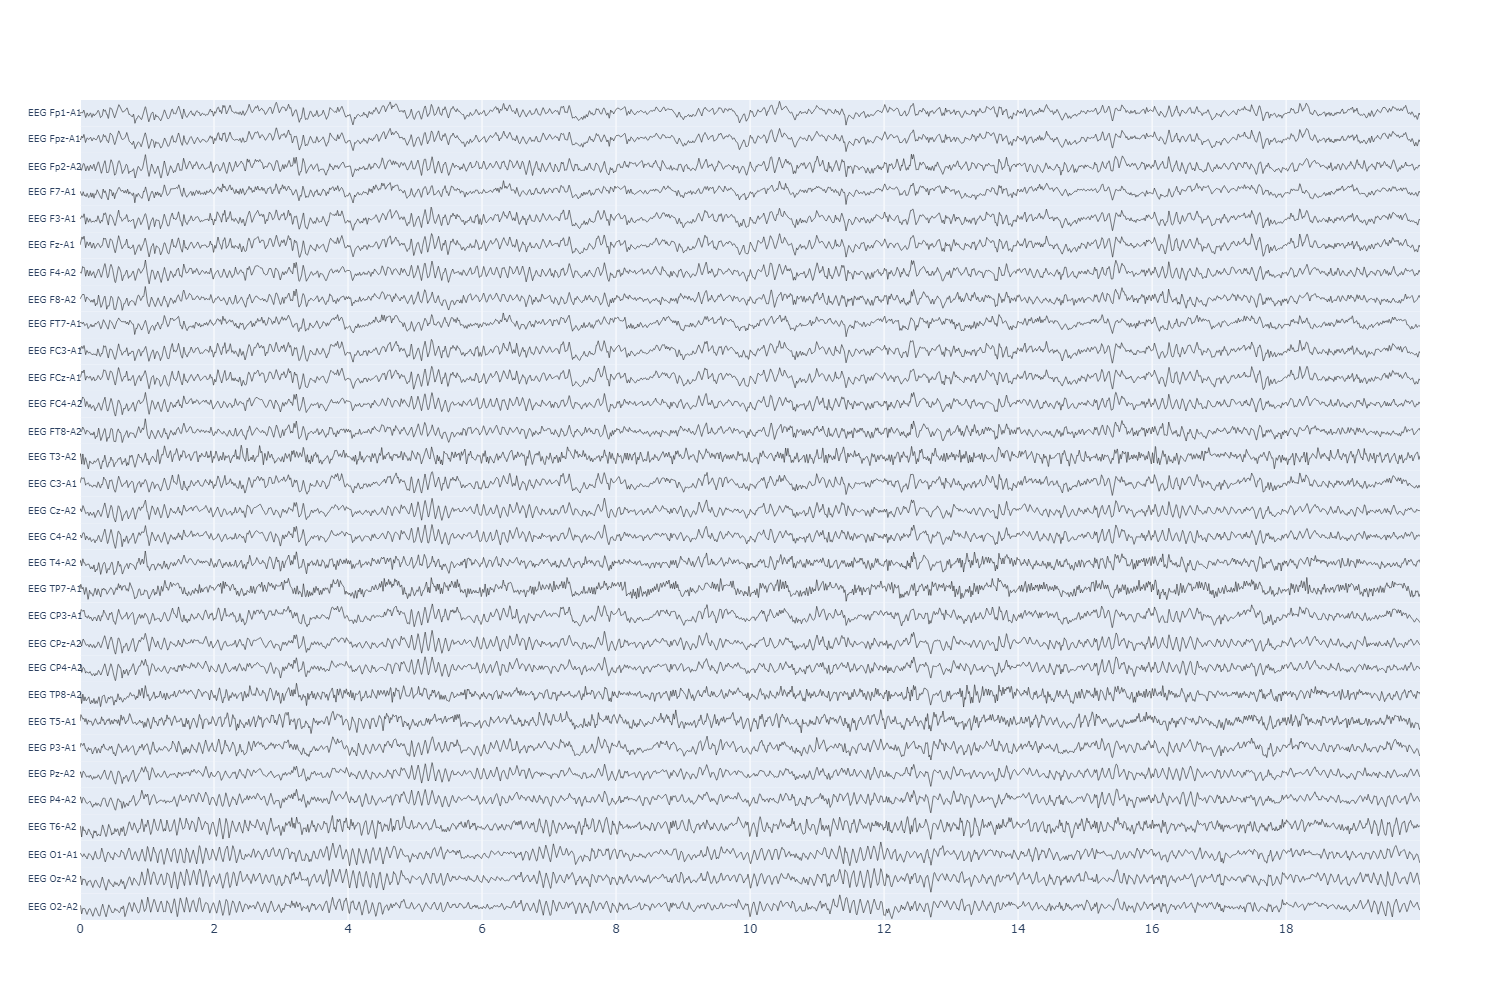 EEG Fp1-A1
EEG Fpz-A1
EEG Fp2-A2
EEG F7-A1
EEG F3-A1
EEG Fz-A1
EEG F4-A2
EEG F8-A2
EEG FT7-A1
EEG FC3-A1
EEG FCz-A1
EEG FC4-A2
EEG FT8-A2
EEG T3-A2
EEG C3-A1
EEG Cz-A2
EEG C4-A2
EEG T4-A2
EEG TP7-A1
EEG CP3-A1
EEG CPz-A2
EEG CP4-A2
EEG TP8-A2
EEG T5-A1
EEG P3-A1
EEG Pz-A2
EEG P4-A2
EEG T6-A2
EEG O1-A1
EEG Oz-A2
EEG O2-A2
0 2 4 6 8 10 12 14 16 18